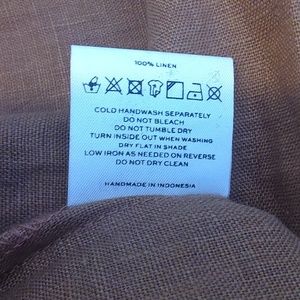 100% LINEN
COLD HANDWASH SEPARATELY
DO NOT BLEACH
DO NOT TUMBLE DRY
TURN INSIDE OUT WHEN WASHING
DRY FLAT IN SHADE
LOW IRON AS NEEDED ON REVERSE
DO NOT DRY CLEAN
HANDMADE IN INDONESIA